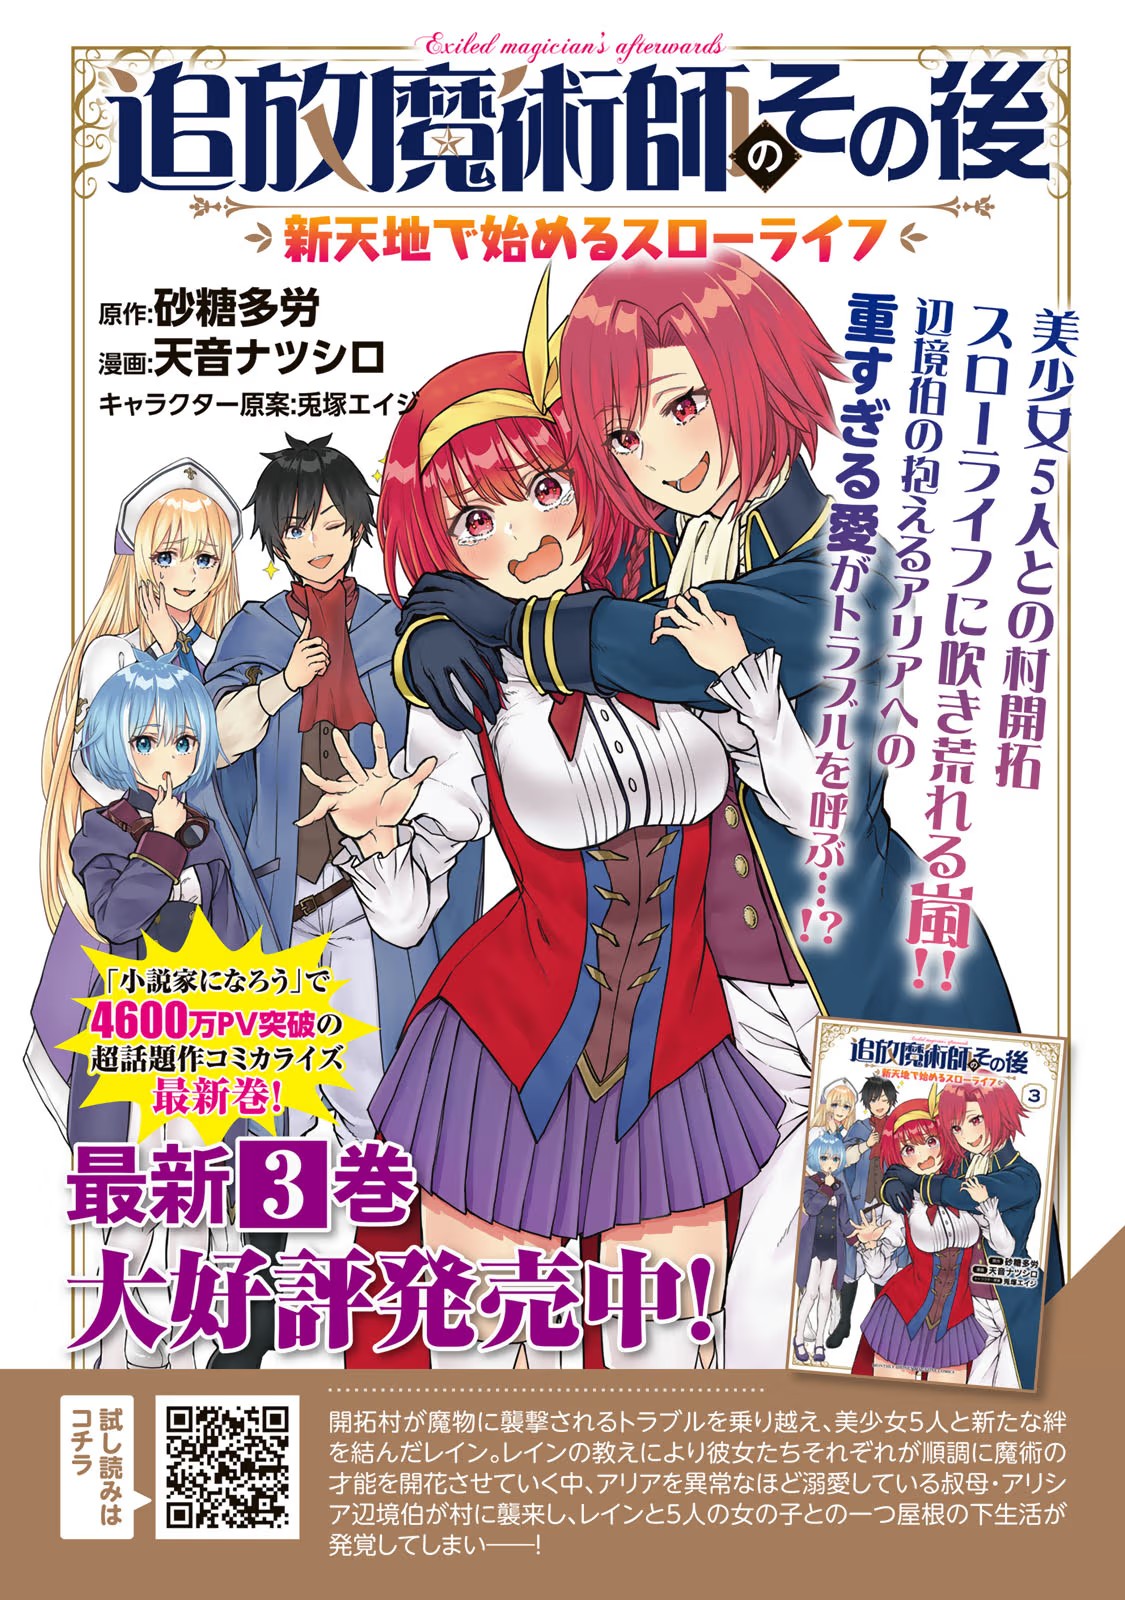 Exiled magician's afterwards
追放魔術師のその後
新天地で始めるスローライフ
原作:砂糖多労
漫画:天音ナツシロ
キャラクター原案:兎塚エイジ
美少女5人との村開拓
スローライフに吹き荒れる嵐!!
辺境伯の抱えるアリアへの
重すぎる愛がトラブルを呼ぶ……!?
「小説家になろう」で
4600万PV突破の
超話題作コミカライズ
最新巻!
最新3巻
大好評発売中!
Exiled magician's afterwards
追放魔術師のその後
新天地で始めるスローライフ
3
原作 砂糖多労
漫画 天音ナツシロ
キャラクター原案 兎塚エイジ
試し読みは
コチラ
開拓村が魔物に襲撃されるトラブルを乗り越え、美少女5人と新たな絆
を結んだレイン。レインの教えにより彼女たちそれぞれが順調に魔術の
才能を開花させていく中、アリアを異常なほど溺愛している叔母・アリシ
ア辺境伯が村に襲来し、レインと5人の女の子との一つ屋根の下生活が
発覚してしまい――!